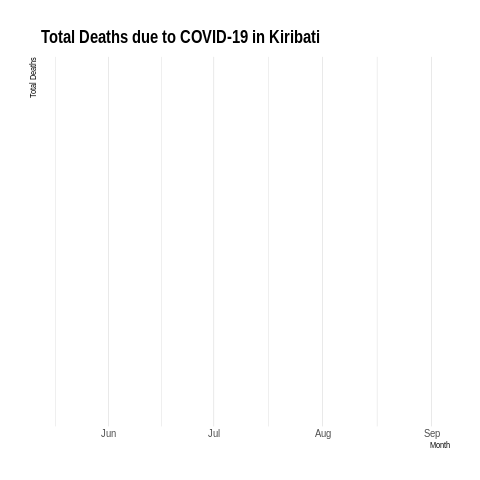 Total Deaths due to COVID-19 in Kiribati
Total Deaths
Jun Jul Aug Sep
Month